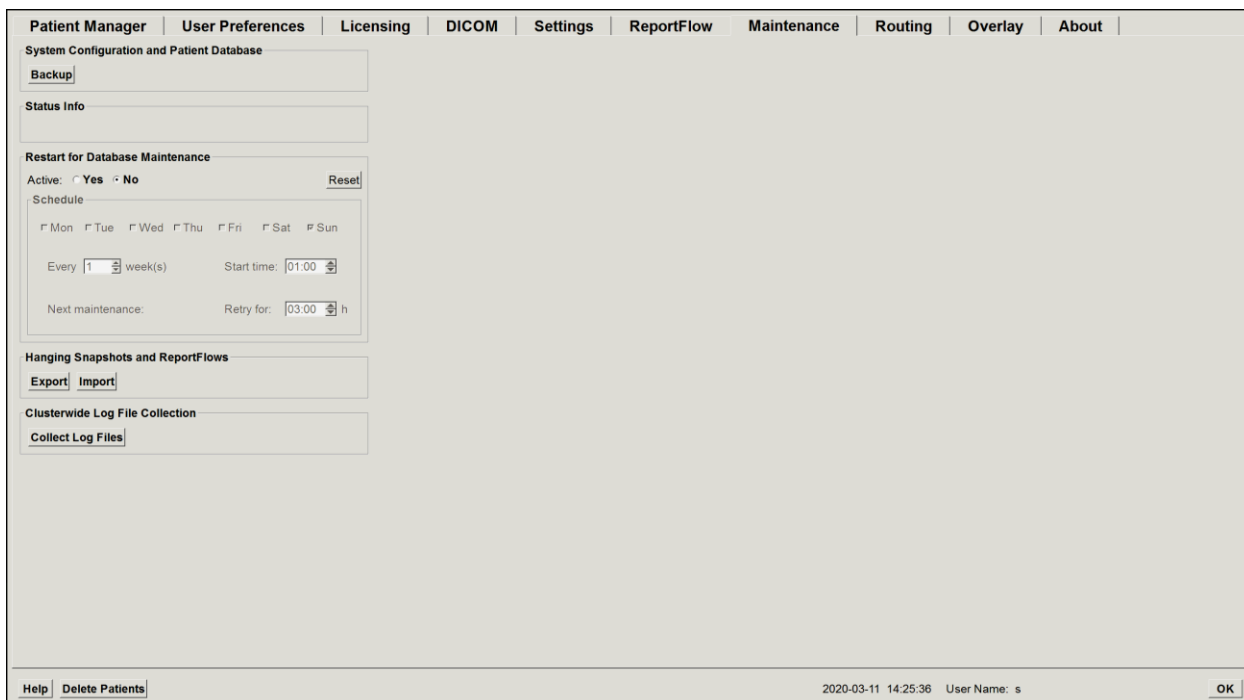 Patient Manager User Preferences Licensing DICOM Settings ReportFlow Maintenance Routing Overlay About
System Configuration and Patient Database
Backup
Status Info
Restart for Database Maintenance
Active: Yes No Reset
Schedule
Mon Tue Wed Thu Fri Sat Sun
Every 1 week(s) Start time: 01:00
Next maintenance: Retry for: 03:00 h
Hanging Snapshots and ReportFlows
Export Import
Clusterwide Log File Collection
Collect Log Files
Help Delete Patients 2020-03-11 14:25:36 User Name: s OK